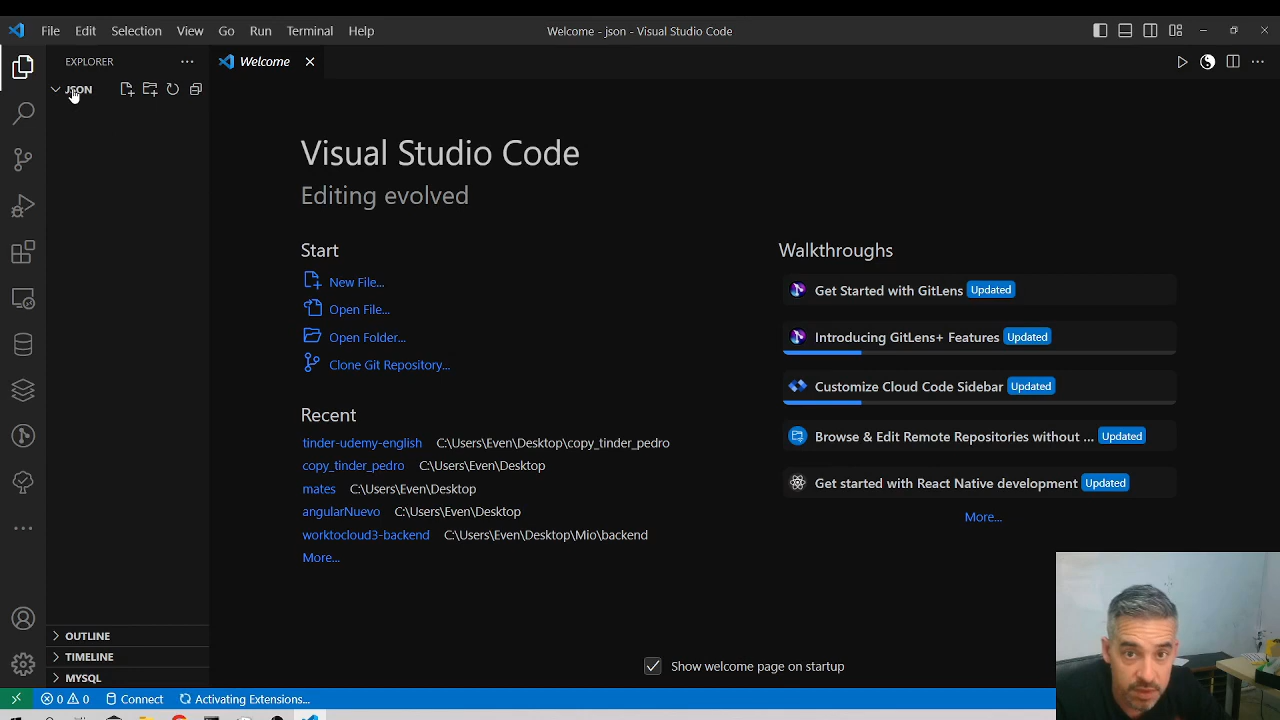 File Edit Selection View Go Run Terminal Help
Welcome - json - Visual Studio Code
EXPLORER
Welcome
JSON
Visual Studio Code
Editing evolved
Start
New File...
Open File...
Open Folder...
Clone Git Repository...
Recent
tinder-udemy-english C:\Users\Even\Desktop\copy_tinder_pedro
copy_tinder_pedro C:\Users\Even\Desktop
mates C:\Users\Even\Desktop
angularNuevo C:\Users\Even\Desktop
worktocloud3-backend C:\Users\Even\Desktop\Mio\backend
More...
Walkthroughs
Get Started with GitLens Updated
Introducing GitLens+ Features Updated
Customize Cloud Code Sidebar Updated
Browse & Edit Remote Repositories without ... Updated
Get started with React Native development Updated
More...
Show welcome page on startup
OUTLINE
TIMELINE
MYSQL
0 0 Connect Activating Extensions...